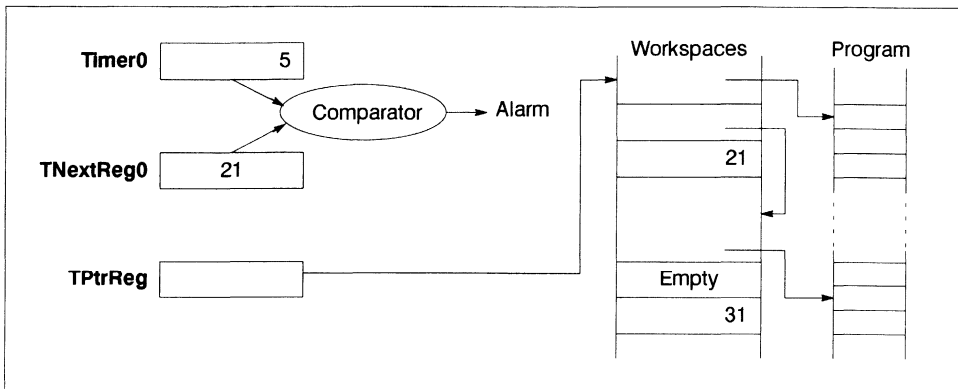 Timer0
5
Comparator
Alarm
TNextReg0
21
TPtrReg
Workspaces
Program
21
Empty
31